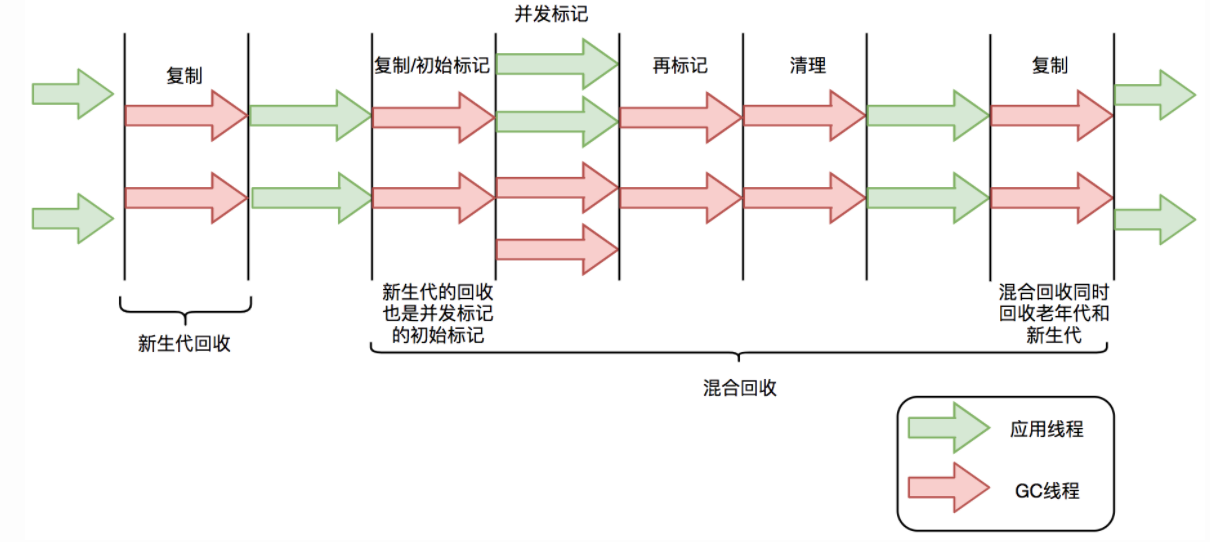 并发标记
复制
复制/初始标记
再标记
清理
复制
新生代的回收
也是并发标记
的初始标记
混合回收同时
回收老年代和
新生代
新生代回收
混合回收
应用线程
GC线程